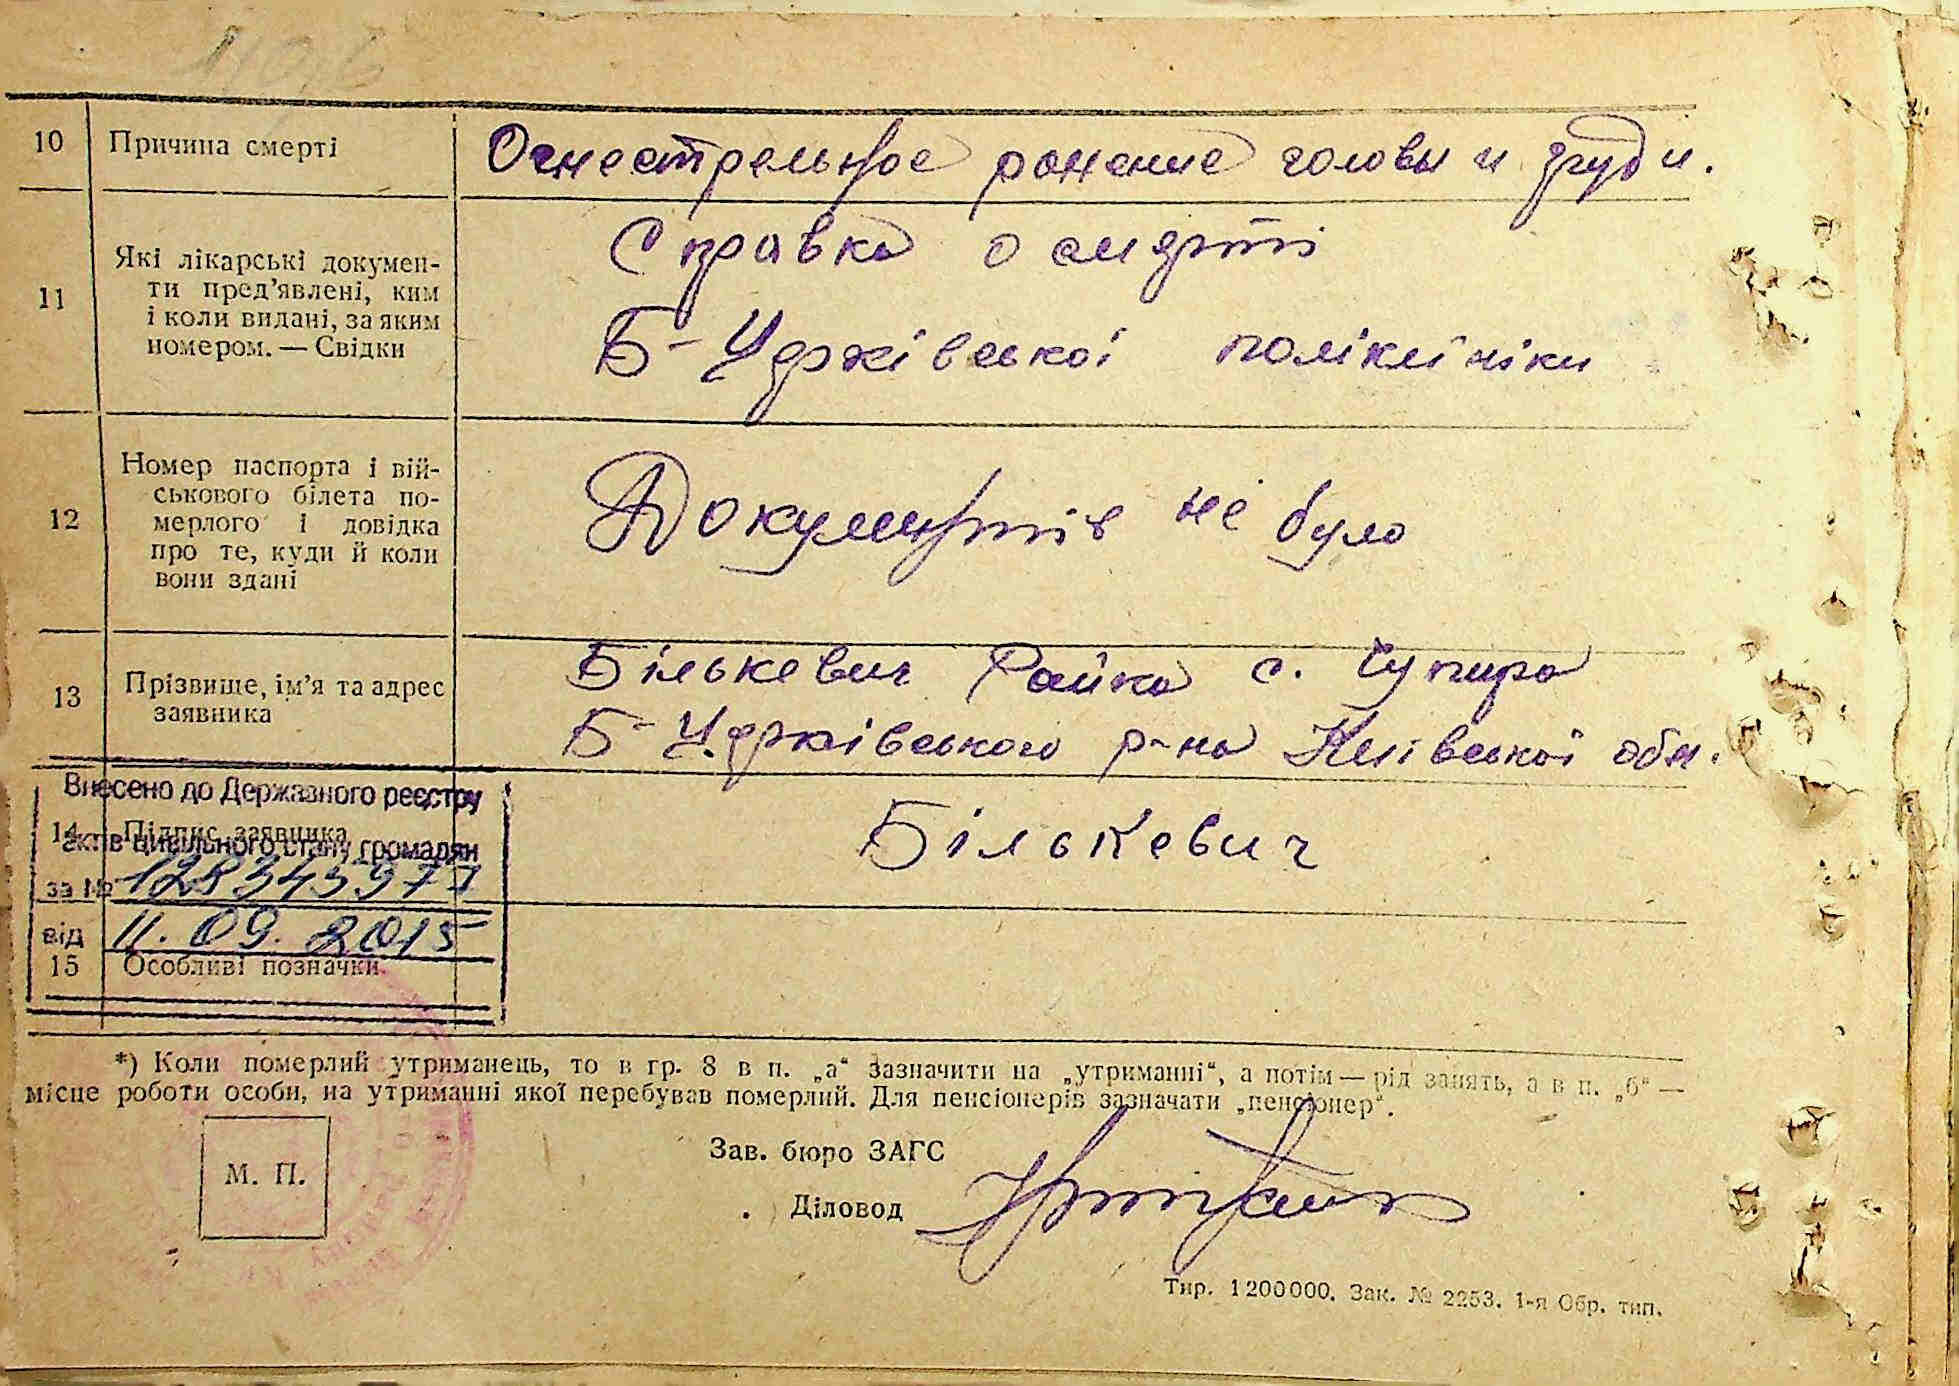 10 Причина смерті Огнестрельное ранение головы и груди.
11 Які лікарські докумен-
ти пред'явлені, ким
і коли видані, за яким
номером. — Свідки
Справка о смерті
Б-Церківської поліклініки
12 Номер паспорта і вій-
ськового білета по-
мерлого і довідка
про те, куди й коли
вони здані
Документів не було
13 Прізвище, ім'я та адрес
заявника
Бількевич Райка с. Чупира
Б-Церківського р-на Київської обл.
Внесено до Державного реєстру
14 Підпис заявника
актів цивільного стану громадян
Бількевич
за №
від 11.09.2015
15 Особливі позначки
*) Коли померлий утриманець, то в гр. 8 в п. „а“ зазначити на „утриманні“, а потім — рід занять, а в п. „б“ —
місце роботи особи, на утриманні якої перебував померлий. Для пенсіонерів зазначати „пенсіонер“.
М. П.
Зав. бюро ЗАГС
Діловод
Тир. 1200000. Зак. № 2253. 1-я Обр. тип.